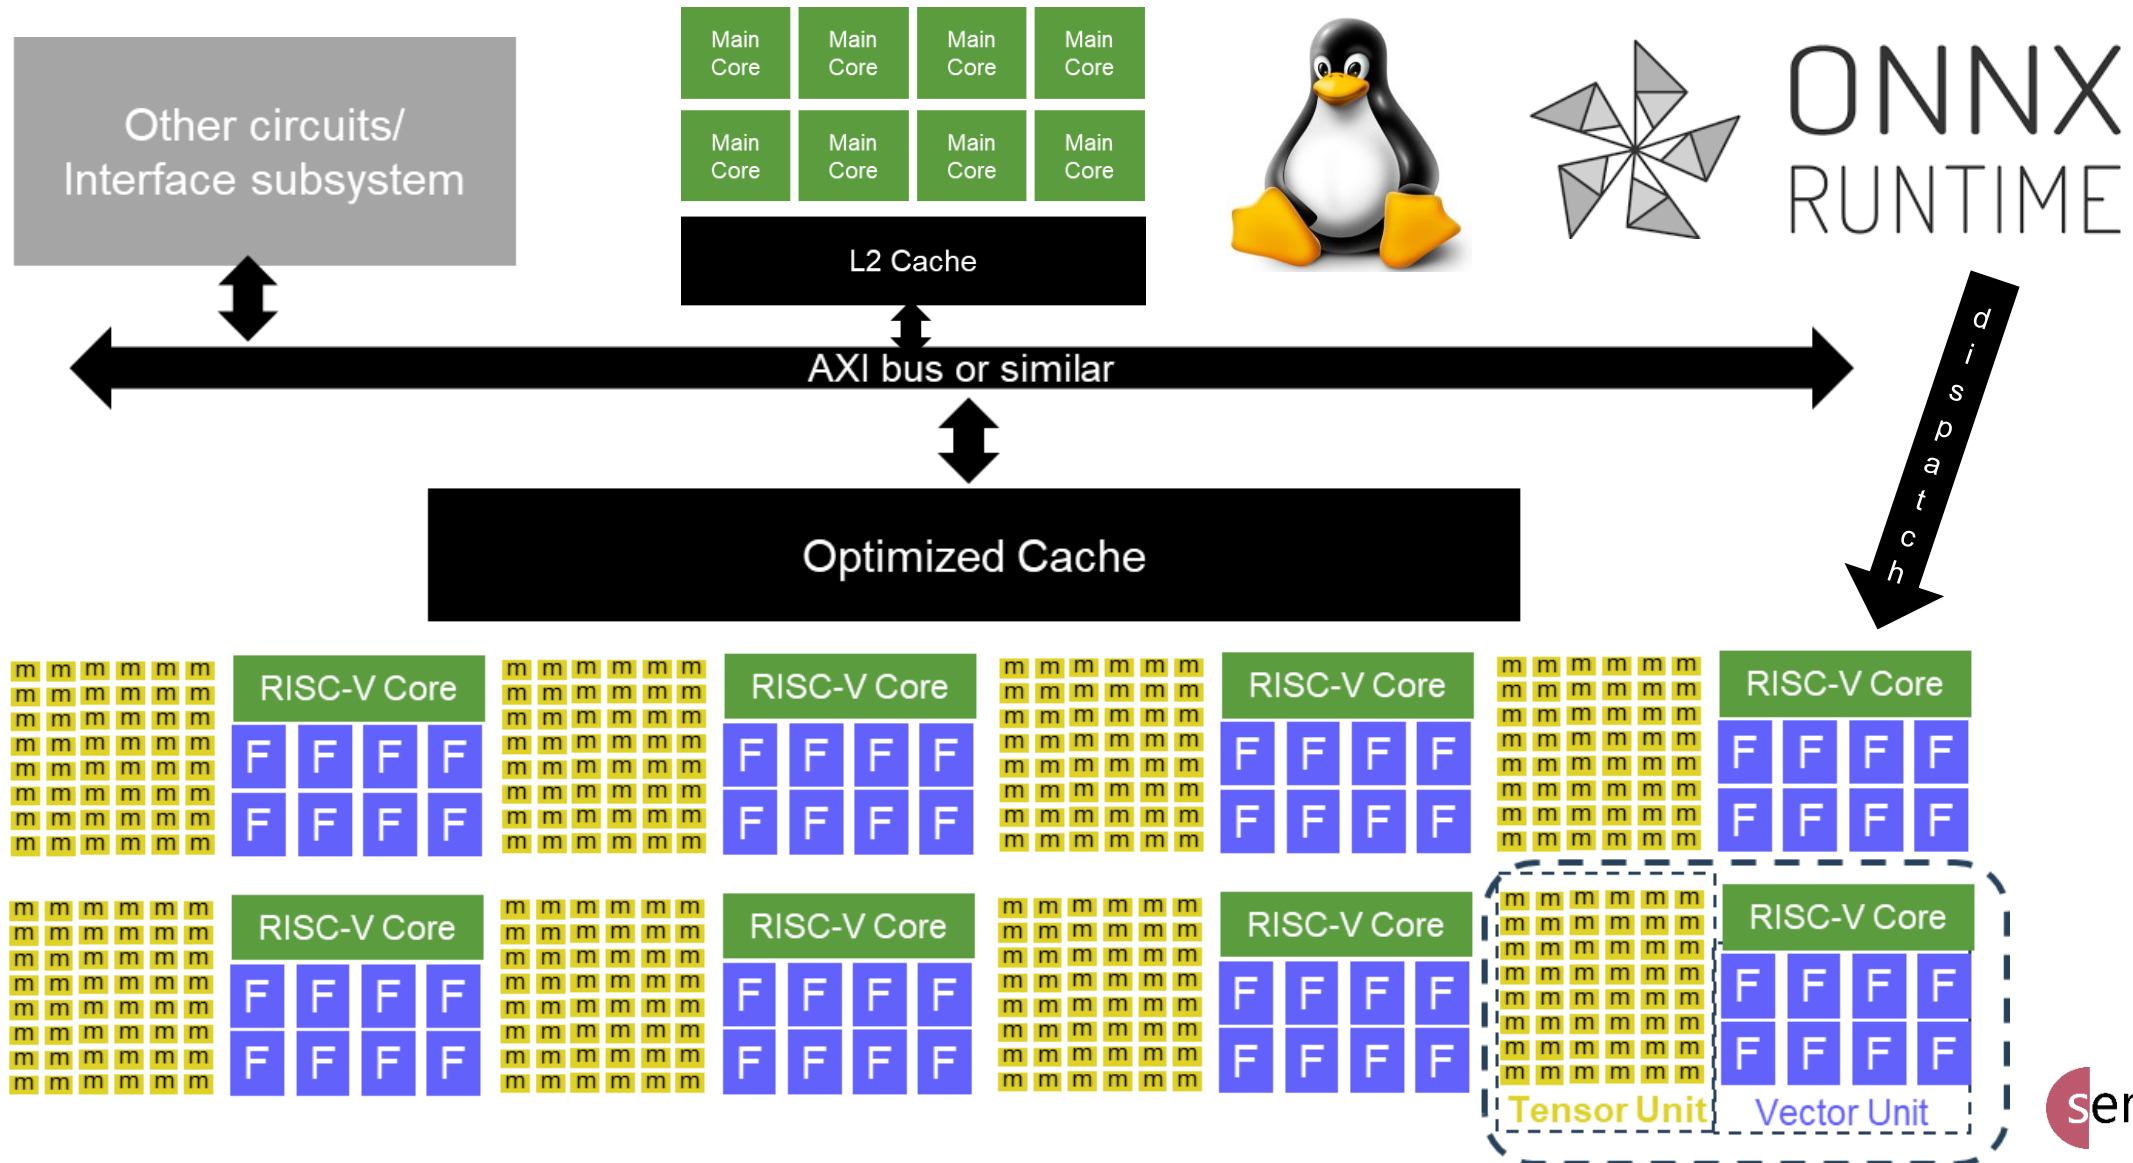 Other circuits/
Interface subsystem
Main Core
Main Core
Main Core
Main Core
Main Core
Main Core
Main Core
Main Core
L2 Cache
ONNX
RUNTIME
dispatch
AXI bus or similar
Optimized Cache
m m m m m m
m m m m m m
m m m m m m
m m m m m m
m m m m m m
m m m m m m
m m m m m m
m m m m m m
RISC-V Core
F F F F
F F F F
m m m m m m
m m m m m m
m m m m m m
m m m m m m
m m m m m m
m m m m m m
m m m m m m
m m m m m m
RISC-V Core
F F F F
F F F F
m m m m m m
m m m m m m
m m m m m m
m m m m m m
m m m m m m
m m m m m m
m m m m m m
m m m m m m
RISC-V Core
F F F F
F F F F
m m m m m m
m m m m m m
m m m m m m
m m m m m m
m m m m m m
m m m m m m
m m m m m m
m m m m m m
RISC-V Core
F F F F
F F F F
m m m m m m
m m m m m m
m m m m m m
m m m m m m
m m m m m m
m m m m m m
m m m m m m
m m m m m m
RISC-V Core
F F F F
F F F F
m m m m m m
m m m m m m
m m m m m m
m m m m m m
m m m m m m
m m m m m m
m m m m m m
m m m m m m
RISC-V Core
F F F F
F F F F
m m m m m m
m m m m m m
m m m m m m
m m m m m m
m m m m m m
m m m m m m
m m m m m m
m m m m m m
RISC-V Core
F F F F
F F F F
m m m m m m
m m m m m m
m m m m m m
m m m m m m
m m m m m m
m m m m m m
m m m m m m
m m m m m m
RISC-V Core
F F F F
F F F F
Tensor Unit
Vector Unit